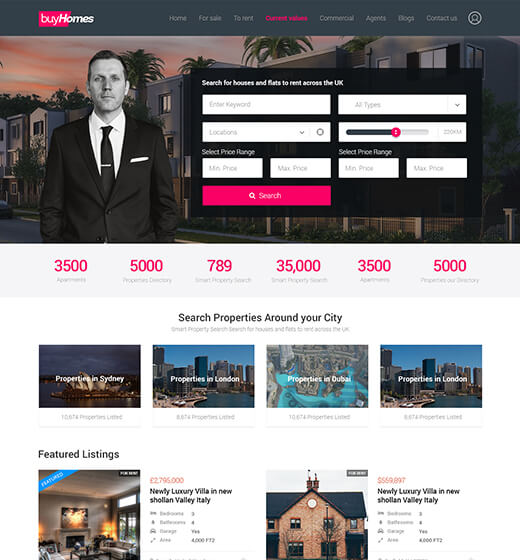 buyHomes
Home For sale To rent Current values Commercial Agents Blogs Contact us
Search for houses and flats to rent across the UK
Enter Keyword All Types
Locations 220KM
Select Price Range Select Price Range
Min. Price Max. Price Min. Price Max. Price
Search
3500 5000 789 35,000 3500 5000
Apartments Properties Directory Smart Property Search Smart Property Search Apartments Properties our Directory
Search Properties Around your City
Smart Property Search Search for houses and flats to rent across the UK
Properties in Sydney Properties in London Properties in Dubai Properties in London
10,674 Properties Listed 8,674 Properties Listed 10,674 Properties Listed 6,674 Properties Listed
Featured Listings
FEATURED
FOR RENT
£2,795,000
Newly Luxury Villa in new
shollan Valley Italy
Bedrooms 3
Bathrooms 4
Garage Yes
Area 4,000 FT2
FOR RENT
$559,897
Newly Luxury Villa in new
shollan Valley Italy
Bedrooms 3
Bathrooms 4
Garage Yes
Area 4,000 FT2